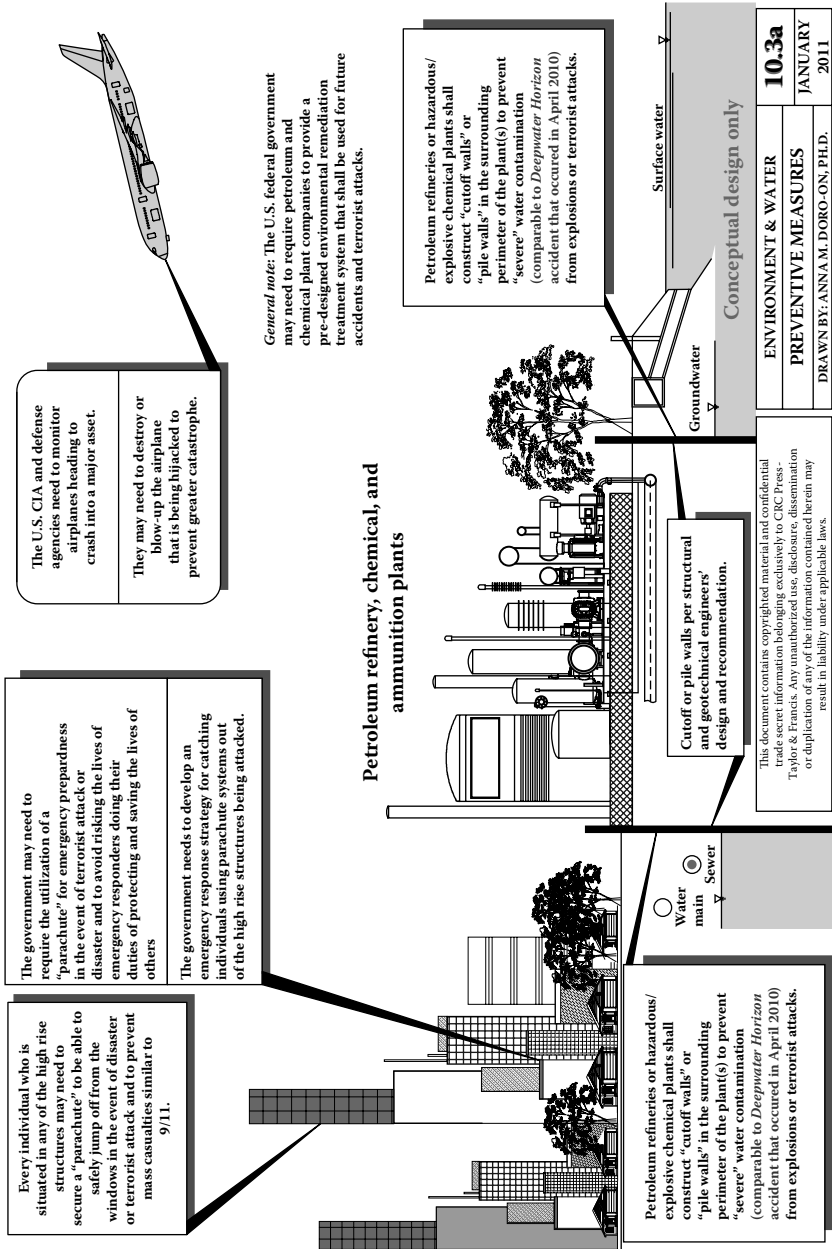 Every individual who is
situated in any of the high rise
structures may need to
secure a “parachute” to be able to
safely jump off from the
windows in the event of disaster
or terrorist attack and to prevent
mass casualties similar to
9/11.
The government may need to
require the utilization of a
“parachute” for emergency preparedness
in the event of terrorist attack or
disaster and to avoid risking the lives of
emergency responders doing their
duties of protecting and saving the lives of
others
The government needs to develop an
emergency response strategy for catching
individuals using parachute systems out
of the high rise structures being attacked.
The U.S. CIA and defense
agencies need to monitor
airplanes heading to
crash into a major asset.
They may need to destroy or
blow-up the airplane
that is being hijacked to
prevent greater catastrophe.
General note: The U.S. federal government
may need to require petroleum and
chemical plant companies to provide a
pre-designed environmental remediation
treatment system that shall be used for future
accidents and terrorist attacks.
Petroleum refinery, chemical, and
ammunition plants
Petroleum refineries or hazardous/
explosive chemical plants shall
construct “cutoff walls” or
“pile walls” in the surrounding
perimeter of the plant(s) to prevent
“severe” water contamination
(comparable to Deepwater Horizon
accident that occured in April 2010)
from explosions or terrorist attacks.
Water
main
Sewer
Groundwater
Surface water
Petroleum refineries or hazardous/
explosive chemical plants shall
construct “cutoff walls” or
“pile walls” in the surrounding
perimeter of the plant(s) to prevent
“severe” water contamination
(comparable to Deepwater Horizon
accident that occured in April 2010)
from explosions or terrorist attacks.
Cutoff or pile walls per structural
and geotechnical engineers’
design and recommendation.
Conceptual design only
This document contains copyrighted material and confidential
trade secret information belonging exclusively to CRC Press -
Taylor & Francis. Any unauthorized use, disclosure, dissemination
or duplication of any of the information contained herein may
result in liability under applicable laws.
ENVIRONMENT & WATER
PREVENTIVE MEASURES
DRAWN BY: ANNA M. DORO-ON, PH.D.
10.3a
JANUARY
2011